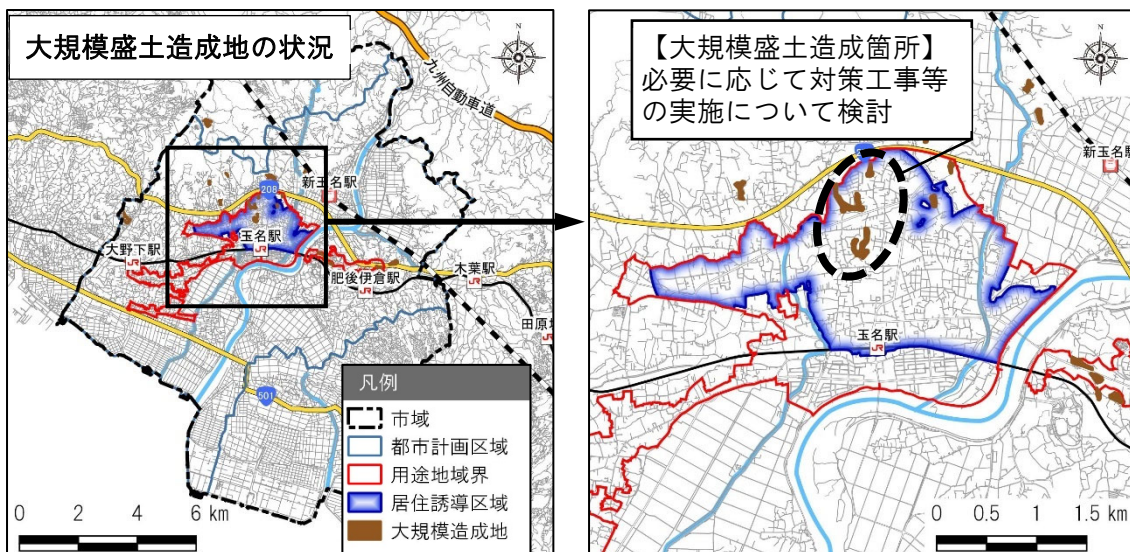 大規模盛土造成地の状況
N
九州自動車道
新玉名駅
208
大野下駅
玉名駅
JR
肥後伊倉駅
JR
木葉駅
JR
JR
501
凡例
市域
都市計画区域
用途地域界
居住誘導区域
大規模造成地
0 2 4 6 km
【大規模盛土造成箇所】
必要に応じて対策工事等
の実施について検討
N
新玉名駅
玉名駅
JR
0 0.5 1 1.5 km